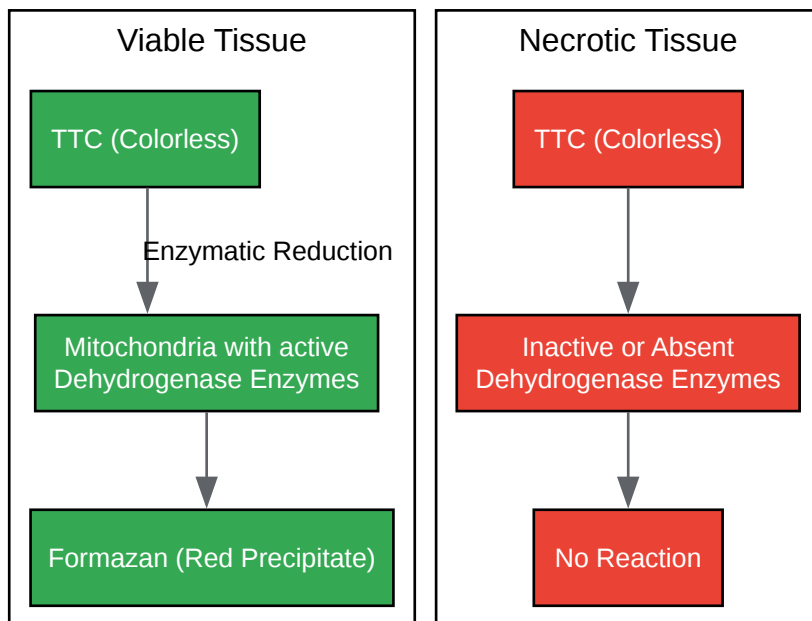 Viable Tissue
TTC (Colorless)
Enzymatic Reduction
Mitochondria with active
Dehydrogenase Enzymes
Formazan (Red Precipitate)
Necrotic Tissue
TTC (Colorless)
Inactive or Absent
Dehydrogenase Enzymes
No Reaction